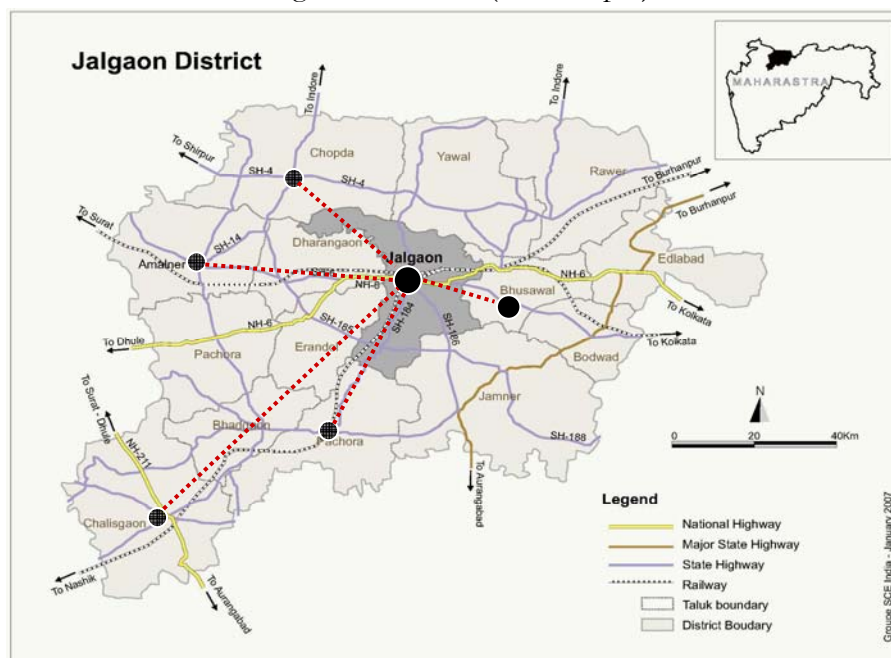 Jalgaon District
MAHARASTRA
To Indore
To Indore
To Shirpur
Chopda
Yawal
Rawer
SH-4
SH-4
To Burhanpur
To Burhanpur
To Surat
SH-14
Dharangaon
Amalner
Jalgaon
Edlabad
NH-6
NH-6
Bhusawal
To Kolkata
SH-184
NH-6
SH-186
To Dhule
Erandol
To Kolkata
Pachora
Bodwad
Jamner
To Surat - Dhule
N
Bhadgaon
Pachora
SH-188
0 20 40Km
NH-211
To Aurangabad
Chalisgaon
Legend
National Highway
Major State Highway
State Highway
To Nashik
Railway
To Aurangabad
Taluk boundary
District Boudary
Groupe SCE India - January 2007